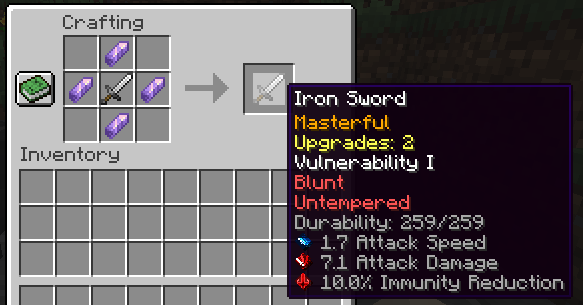 Crafting
Iron Sword
Masterful
Upgrades: 2
Vulnerability I
Blunt
Untempered
Durability: 259/259
1.7 Attack Speed
7.1 Attack Damage
10.0% Immunity Reduction
Inventory